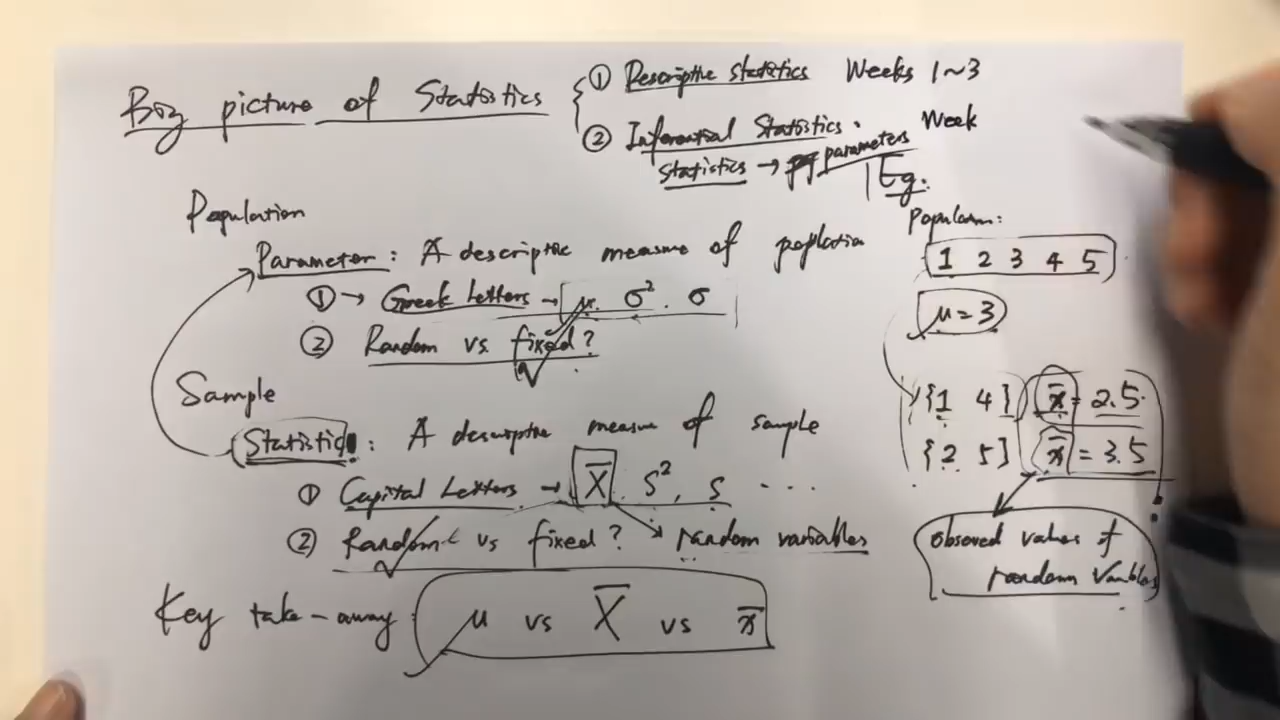 Big picture of Statistics
① Descriptive Statistics Weeks 1~3
② Inferential Statistics. Week
Statistics → parameters
Eg.
Population
Population:
Parameter: A descriptive measure of poplation
1 2 3 4 5
① → Greek Letters → μ. σ². σ
μ = 3
② Random vs. fixed?
Sample
{1 4} x̄ = 2.5
Statistic: A descriptive measure of sample
{2 5} x̄ = 3.5
① Capital Letters → X̄. S², S ...
② Random vs fixed? random variables
observed values of
random variables
Key take-away: μ vs X̄ vs x̄